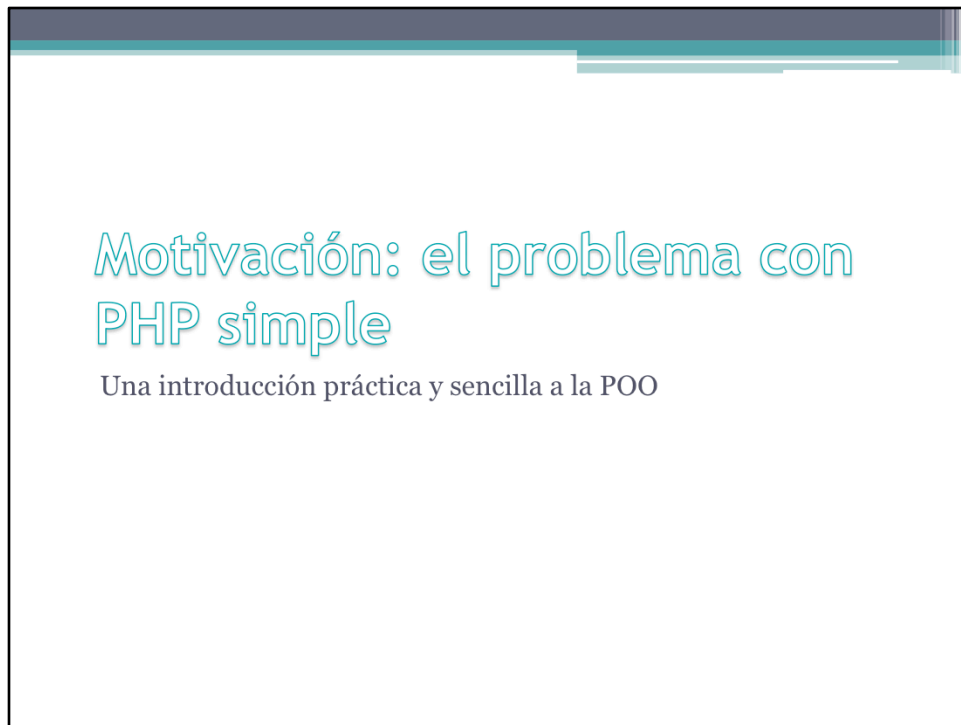 Motivación: el problema con
PHP simple
Una introducción práctica y sencilla a la POO